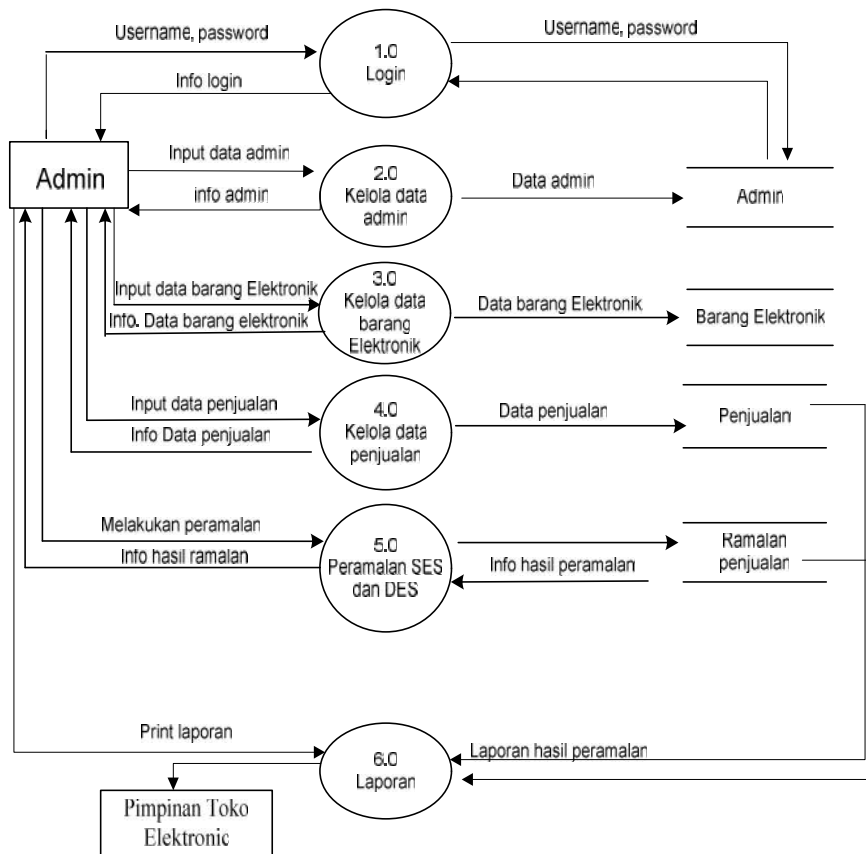 Username, password
Username, password
1.0
Login
Info login
Admin
Input data admin
info admin
2.0
Kelola data
admin
Data admin
Admin
Input data barang Elektronik
Info. Data barang elektronik
3.0
Kelola data
barang
Elektronik
Data barang Elektronik
Barang Elektronik
Input data penjualan
Info Data penjualan
4.0
Kelola data
penjualan
Data penjualan
Penjualan
Melakukan peramalan
Info hasil ramalan
5.0
Peramalan SES
dan DES
Info hasil peramalan
Ramalan
penjualan
Print laporan
6.0
Laporan
Laporan hasil peramalan
Pimpinan Toko
Elektronic